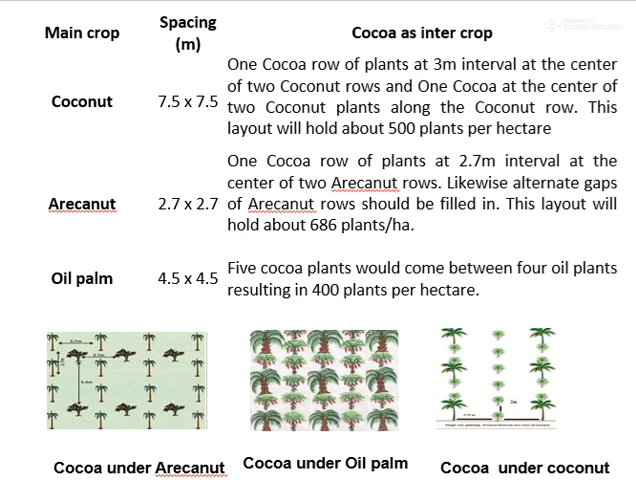 Main crop
Spacing
(m)
Cocoa as inter crop
Coconut
7.5 x 7.5
One Cocoa row of plants at 3m interval at the center
of two Coconut rows and One Cocoa at the center of
two Coconut plants along the Coconut row. This
layout will hold about 500 plants per hectare
Arecanut
2.7 x 2.7
One Cocoa row of plants at 2.7m interval at the
center of two Arecanut rows. Likewise alternate gaps
of Arecanut rows should be filled in. This layout will
hold about 686 plants/ha.
Oil palm
4.5 x 4.5
Five cocoa plants would come between four oil plants
resulting in 400 plants per hectare.
Cocoa under Arecanut
Cocoa under Oil palm
Cocoa under coconut